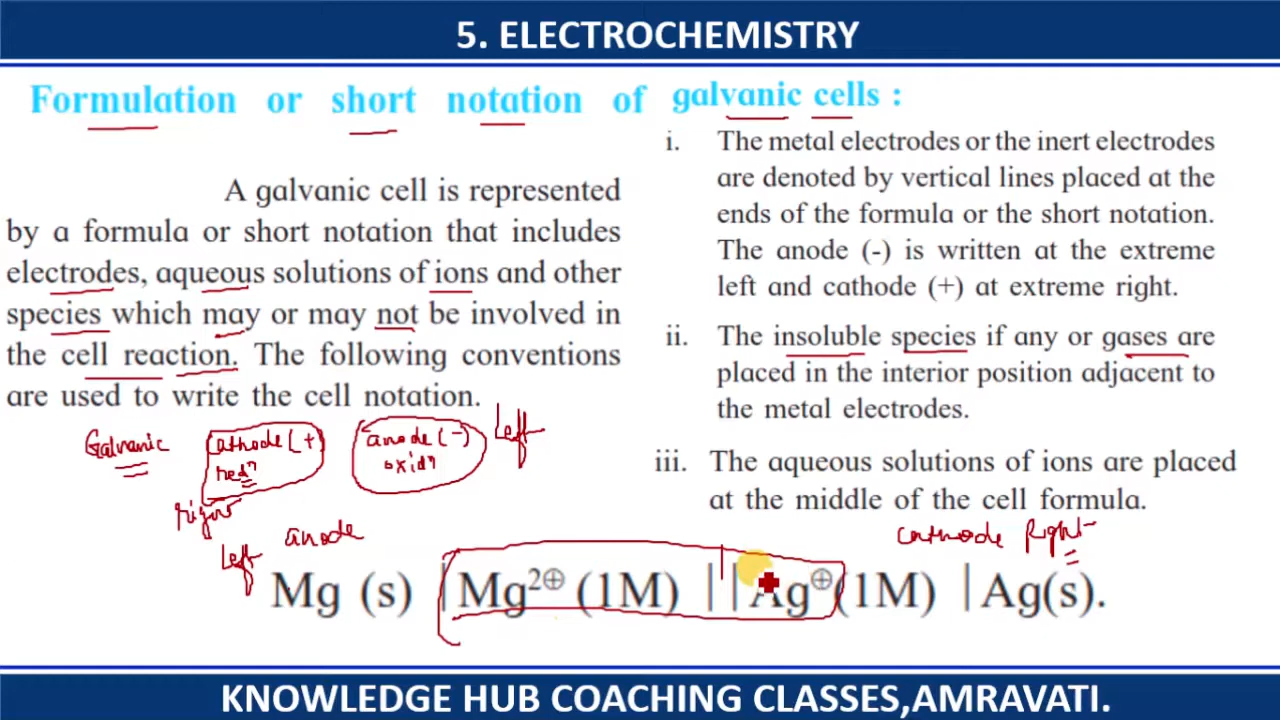 5. ELECTROCHEMISTRY
Formulation or short notation of galvanic cells :
A galvanic cell is represented
by a formula or short notation that includes
electrodes, aqueous solutions of ions and other
species which may or may not be involved in
the cell reaction. The following conventions
are used to write the cell notation.
i. The metal electrodes or the inert electrodes
are denoted by vertical lines placed at the
ends of the formula or the short notation.
The anode (-) is written at the extreme
left and cathode (+) at extreme right.
ii. The insoluble species if any or gases are
placed in the interior position adjacent to
the metal electrodes.
iii. The aqueous solutions of ions are placed
at the middle of the cell formula.
Galvanic cathode (+) anode (-) Left
redⁿ oxidⁿ
Left anode cathode Right
Mg (s) | Mg²⊕ (1M) || Ag⊕ (1M) | Ag(s).
KNOWLEDGE HUB COACHING CLASSES,AMRAVATI.